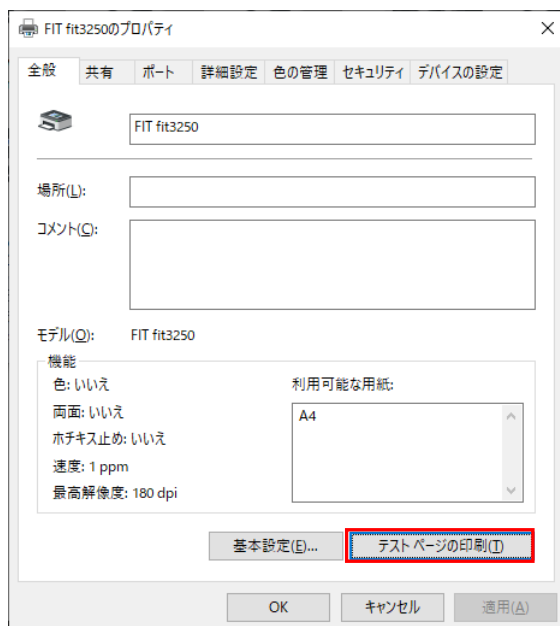 FIT fit3250のプロパティ
全般 共有 ポート 詳細設定 色の管理 セキュリティ デバイスの設定
FIT fit3250
場所(L):
コメント(C):
モデル(O): FIT fit3250
機能
色: いいえ
両面: いいえ
ホチキス止め: いいえ
速度: 1 ppm
最高解像度: 180 dpi
利用可能な用紙:
A4
基本設定(E)... テスト ページの印刷(T)
OK キャンセル 適用(A)